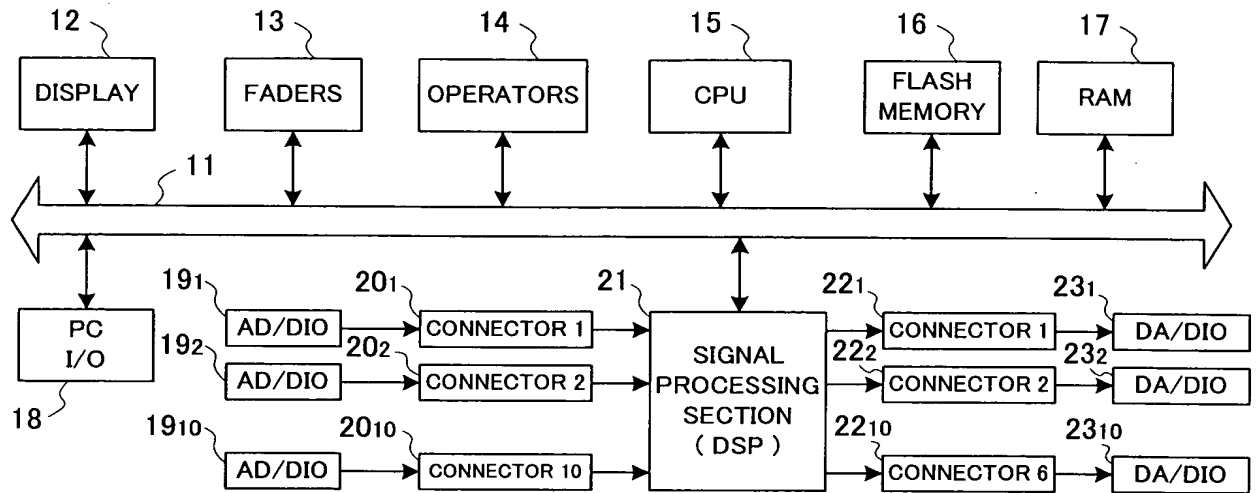 12 13 14 15 16 17
DISPLAY FADERS OPERATORS CPU FLASH MEMORY RAM
11
PC I/O
18
19₁ 20₁ 21 22₁ 23₁
AD/DIO CONNECTOR 1 CONNECTOR 1 DA/DIO
19₂ 20₂ 22₂ 23₂
AD/DIO CONNECTOR 2 CONNECTOR 2 DA/DIO
SIGNAL
PROCESSING
SECTION
( DSP )
19₁₀ 20₁₀ 22₁₀ 23₁₀
AD/DIO CONNECTOR 10 CONNECTOR 6 DA/DIO